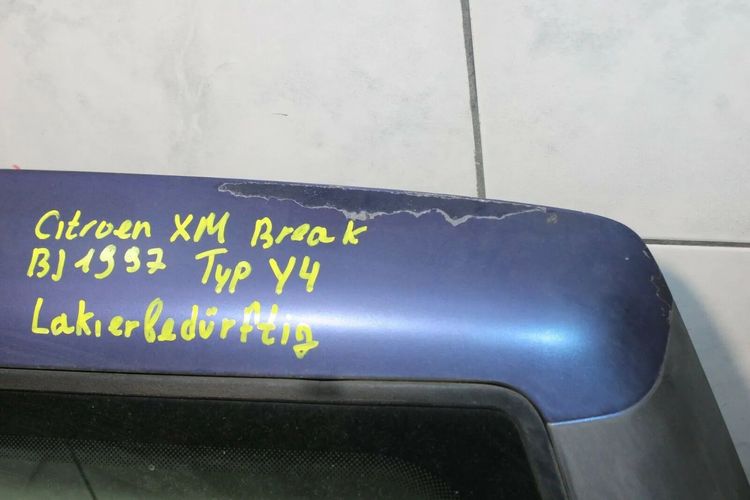 Citroen XM Break
BJ 1997 Typ Y4
Lakierbedürftig